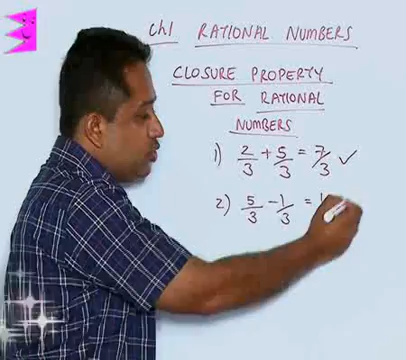 Ch1 RATIONAL NUMBERS
CLOSURE PROPERTY
FOR RATIONAL
NUMBERS
1) 2/3 + 5/3 = 7/3 ✓
2) 5/3 - 1/3 =